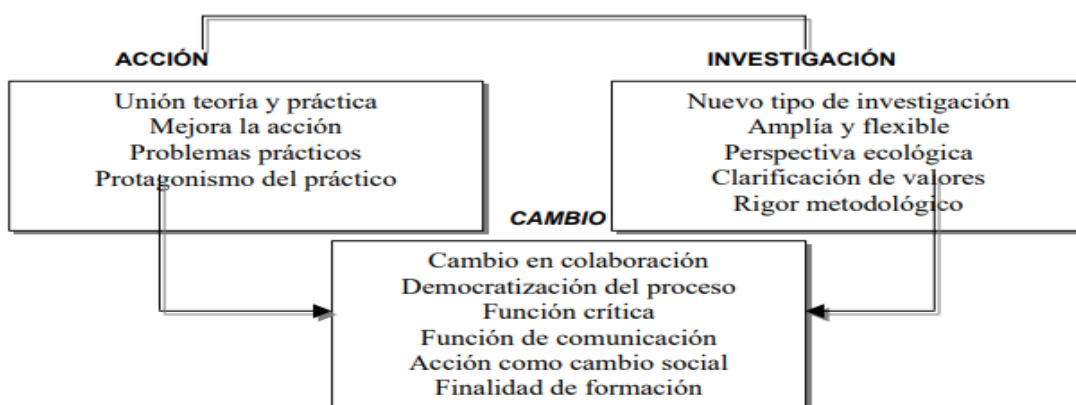 ACCIÓN
Unión teoría y práctica
Mejora la acción
Problemas prácticos
Protagonismo del práctico
INVESTIGACIÓN
Nuevo tipo de investigación
Amplía y flexible
Perspectiva ecológica
Clarificación de valores
Rigor metodológico
CAMBIO
Cambio en colaboración
Democratización del proceso
Función crítica
Función de comunicación
Acción como cambio social
Finalidad de formación